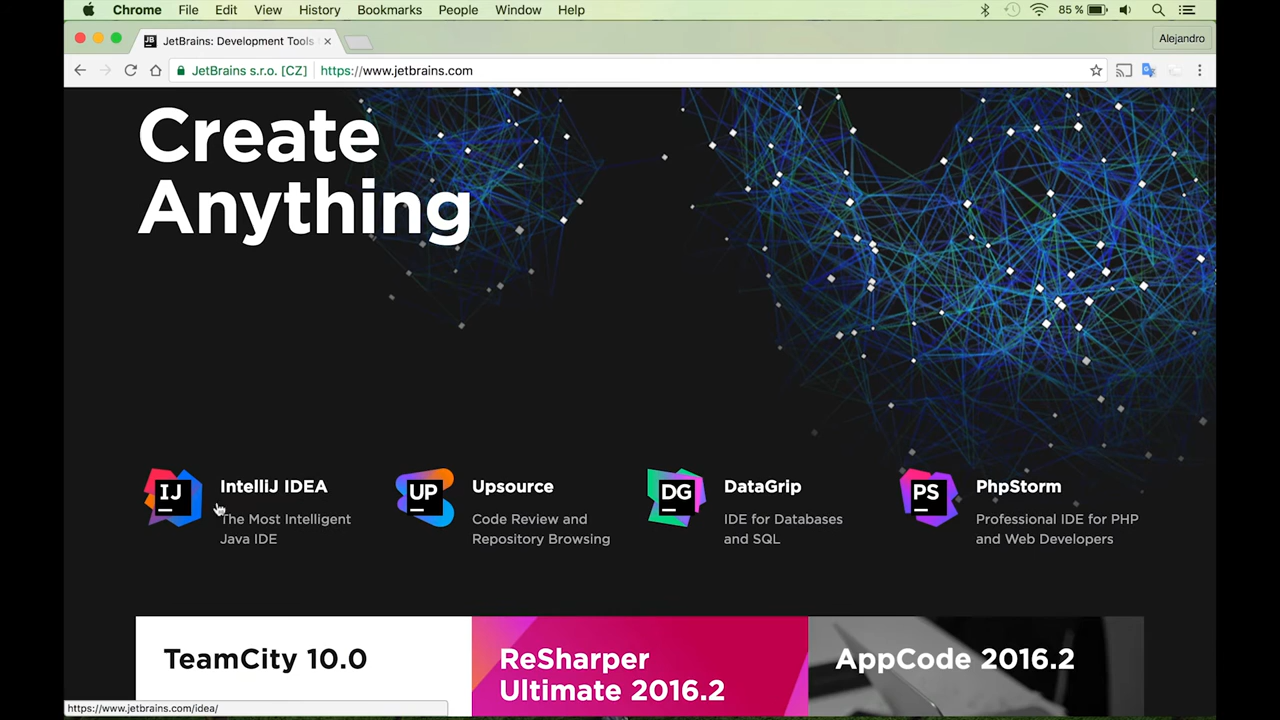 Chrome File Edit View History Bookmarks People Window Help 85 %
JetBrains: Development Tools
Alejandro
JetBrains s.r.o. [CZ] https://www.jetbrains.com
Create
Anything
IJ IntelliJ IDEA
The Most Intelligent
Java IDE
UP Upsource
Code Review and
Repository Browsing
DG DataGrip
IDE for Databases
and SQL
PS PhpStorm
Professional IDE for PHP
and Web Developers
TeamCity 10.0
ReSharper
Ultimate 2016.2
AppCode 2016.2
https://www.jetbrains.com/idea/